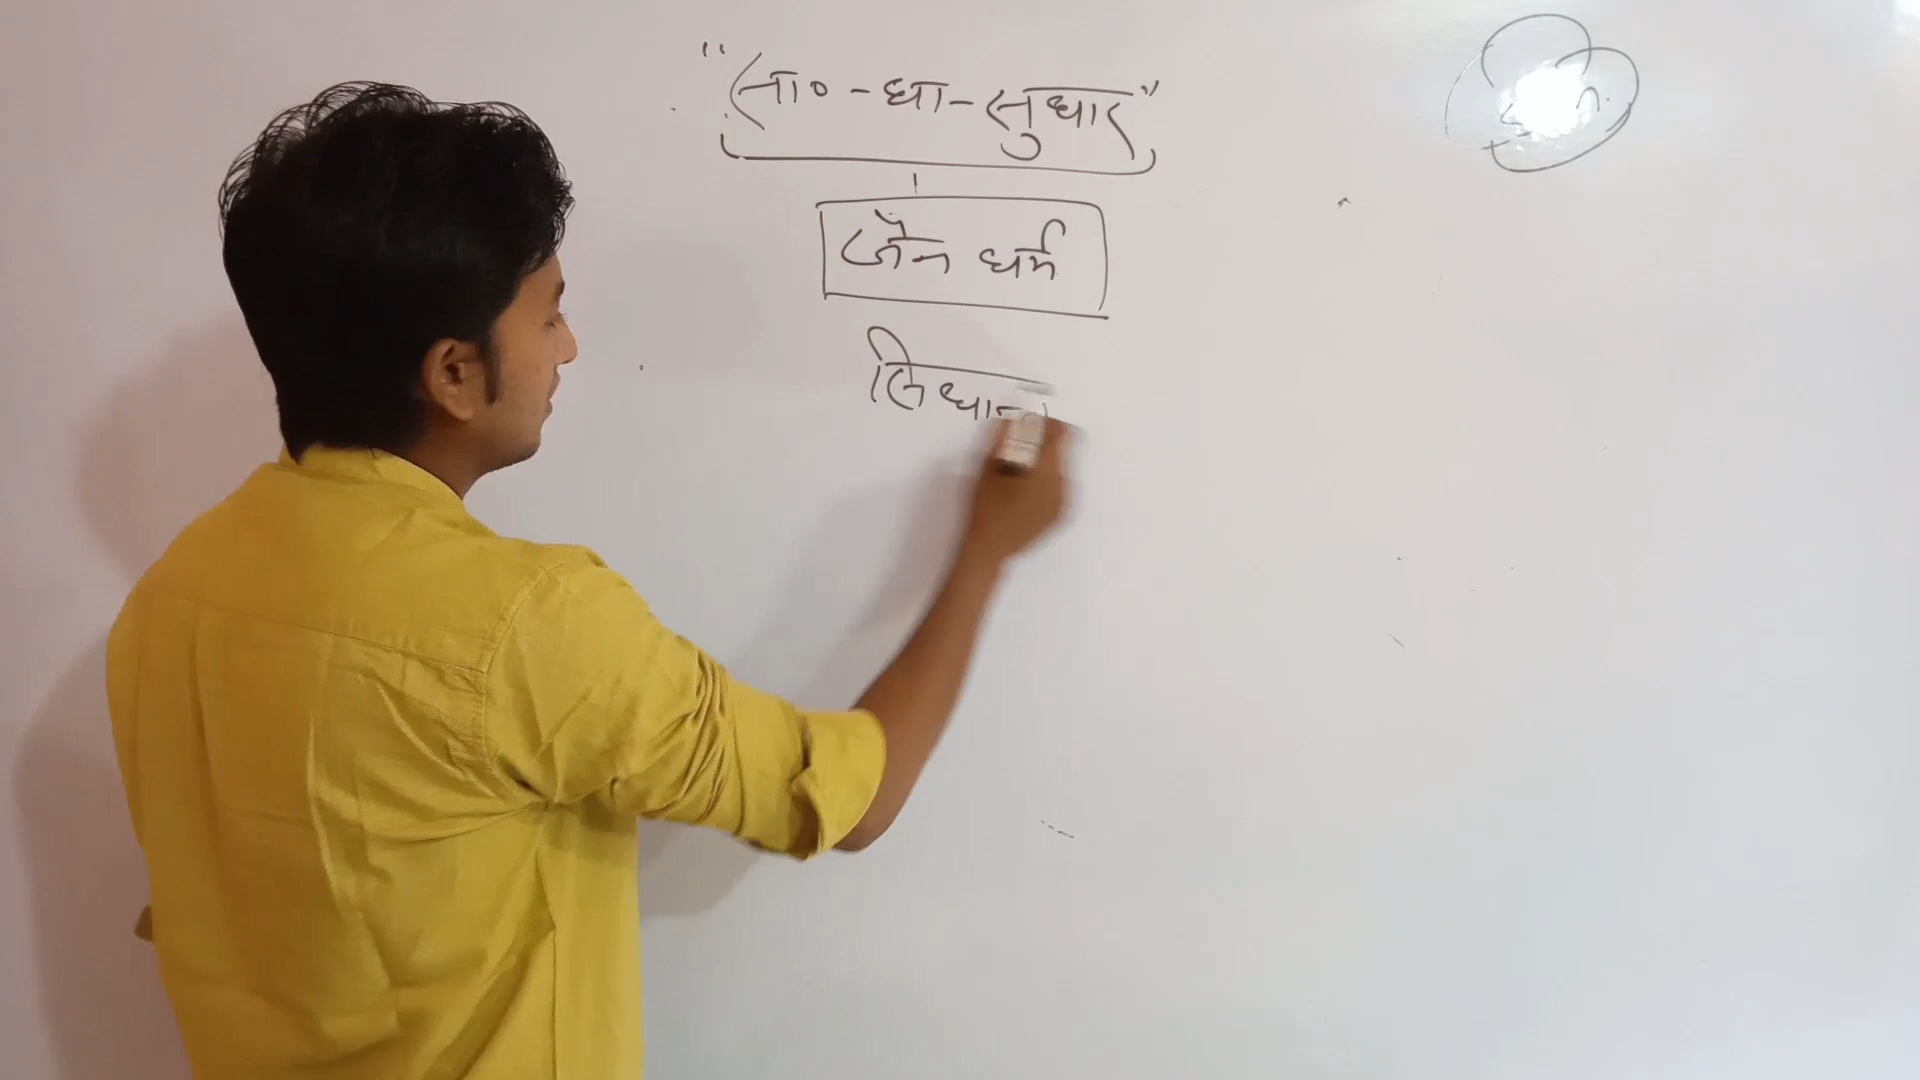 "सा० - धा - सुधार"
जैन धर्म
सिधान्त